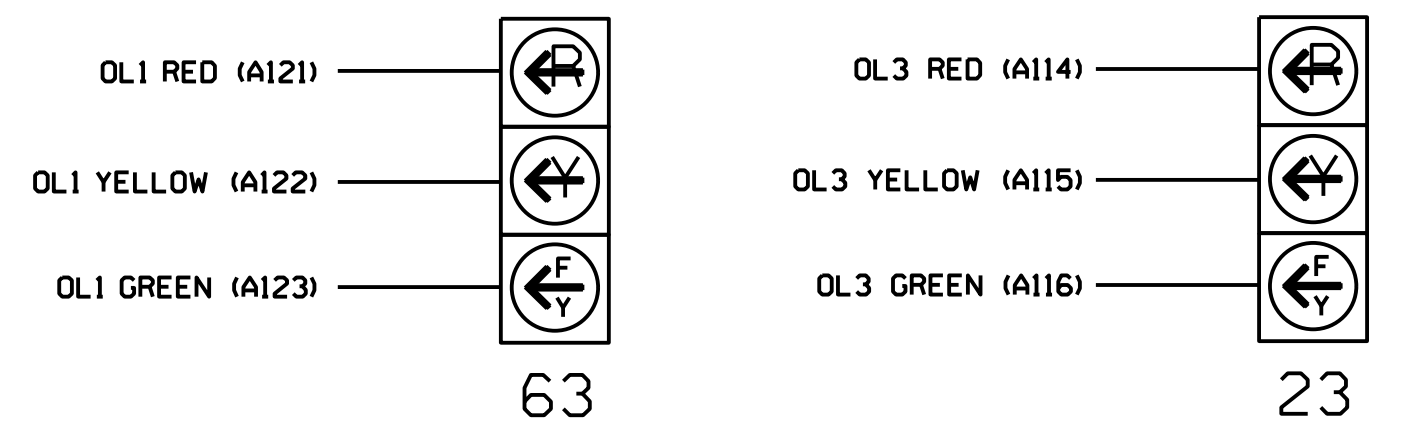 OL1 RED (A121)
R
OL1 YELLOW (A122)
Y
OL1 GREEN (A123)
F
Y
63
OL3 RED (A114)
R
OL3 YELLOW (A115)
Y
OL3 GREEN (A116)
F
Y
23